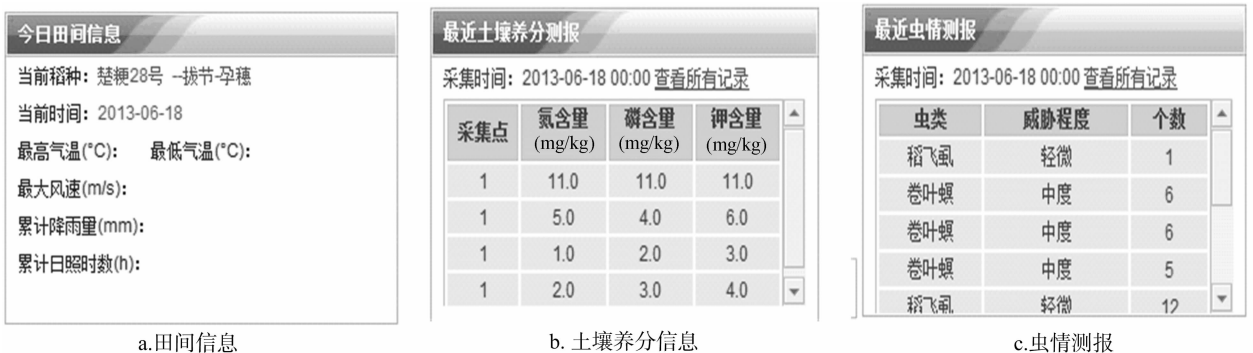 今日田间信息
当前稻种：楚粳28号 --拔节-孕穗
当前时间：2013-06-18
最高气温(°C)： 最低气温(°C)：
最大风速(m/s)：
累计降雨量(mm)：
累计日照时数(h)：
a.田间信息
最近土壤养分测报
采集时间：2013-06-18 00:00 查看所有记录
采集点 氮含量(mg/kg) 磷含量(mg/kg) 钾含量(mg/kg)
1 11.0 11.0 11.0
1 5.0 4.0 6.0
1 1.0 2.0 3.0
1 2.0 3.0 4.0
b. 土壤养分信息
最近虫情测报
采集时间：2013-06-18 00:00 查看所有记录
虫类 威胁程度 个数
稻飞虱 轻微 1
卷叶螟 中度 6
卷叶螟 中度 6
卷叶螟 中度 5
稻飞虱 轻微 12
c.虫情测报